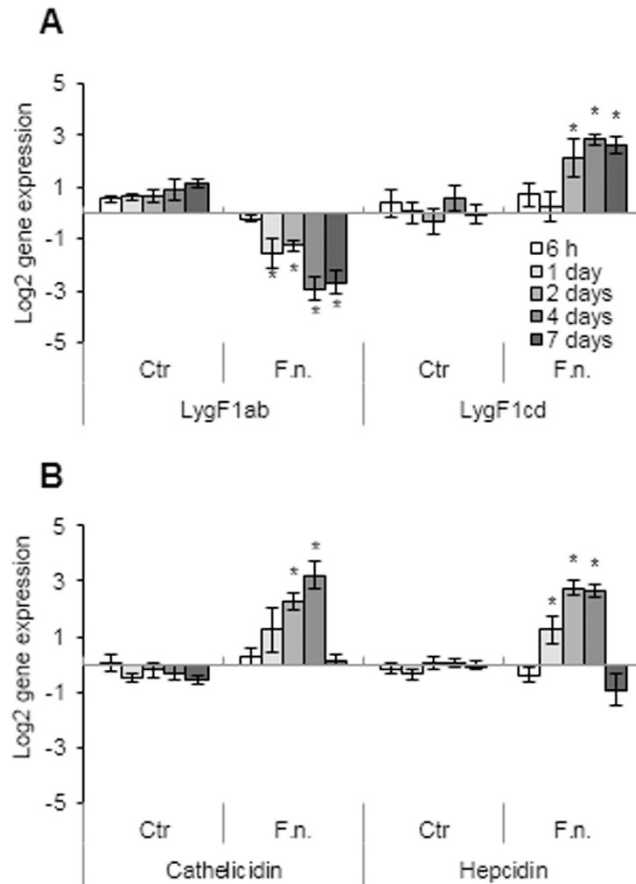 A
Log2 gene expression
5
3
1
-1
-3
-5
* * * *
* * *
6 h
1 day
2 days
4 days
7 days
Ctr F.n. Ctr F.n.
LygF1ab LygF1cd
B
Log2 gene expression
5
3
1
-1
-3
-5
* *
* * *
Ctr F.n. Ctr F.n.
Cathelicidin Hepcidin